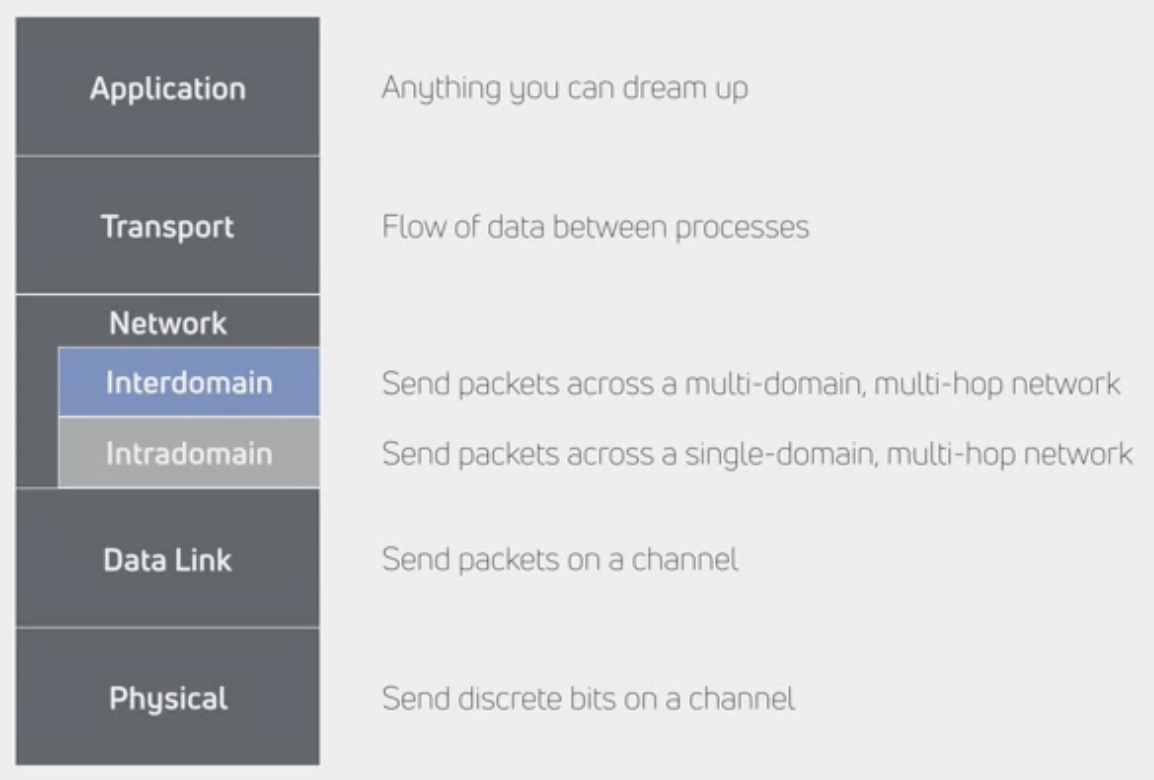 Application
Anything you can dream up
Transport
Flow of data between processes
Network
Interdomain
Send packets across a multi-domain, multi-hop network
Intradomain
Send packets across a single-domain, multi-hop network
Data Link
Send packets on a channel
Physical
Send discrete bits on a channel